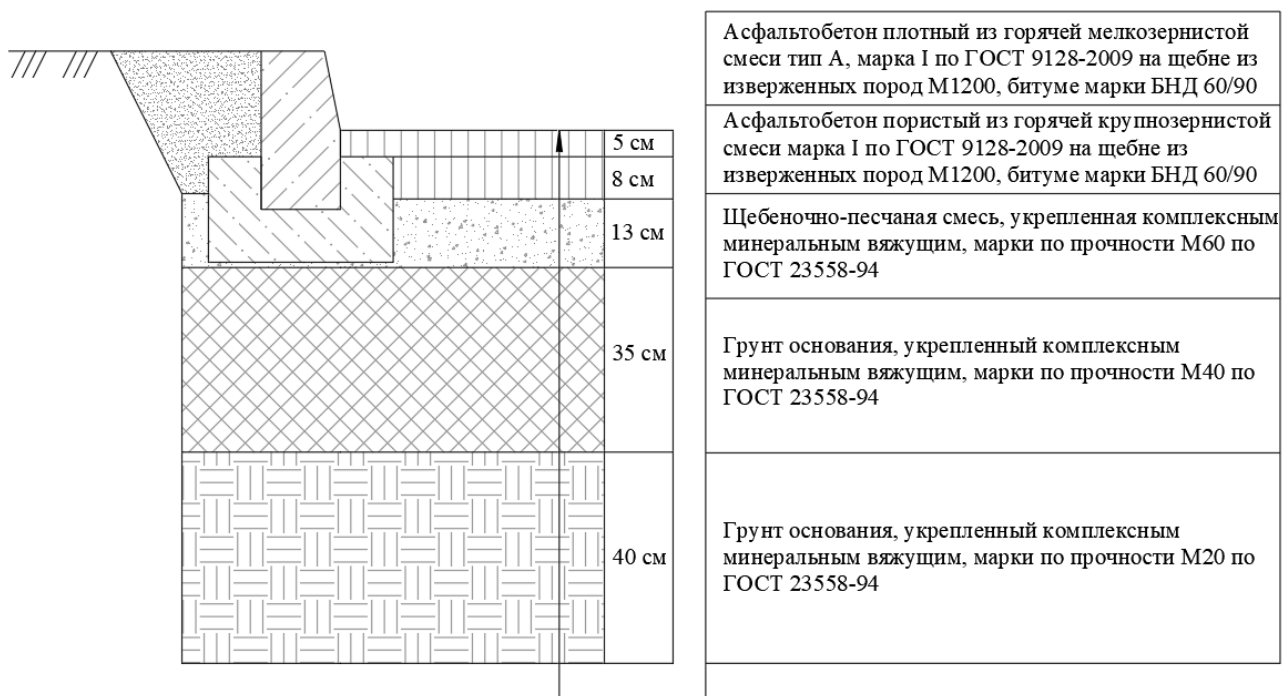 Асфальтобетон плотный из горячей мелкозернистой
смеси тип А, марка I по ГОСТ 9128-2009 на щебне из
изверженных пород М1200, битуме марки БНД 60/90
5 см
Асфальтобетон пористый из горячей крупнозернистой
смеси марка I по ГОСТ 9128-2009 на щебне из
изверженных пород М1200, битуме марки БНД 60/90
8 см
Щебеночно-песчаная смесь, укрепленная комплексным
минеральным вяжущим, марки по прочности М60 по
ГОСТ 23558-94
13 см
Грунт основания, укрепленный комплексным
минеральным вяжущим, марки по прочности М40 по
ГОСТ 23558-94
35 см
Грунт основания, укрепленный комплексным
минеральным вяжущим, марки по прочности М20 по
ГОСТ 23558-94
40 см